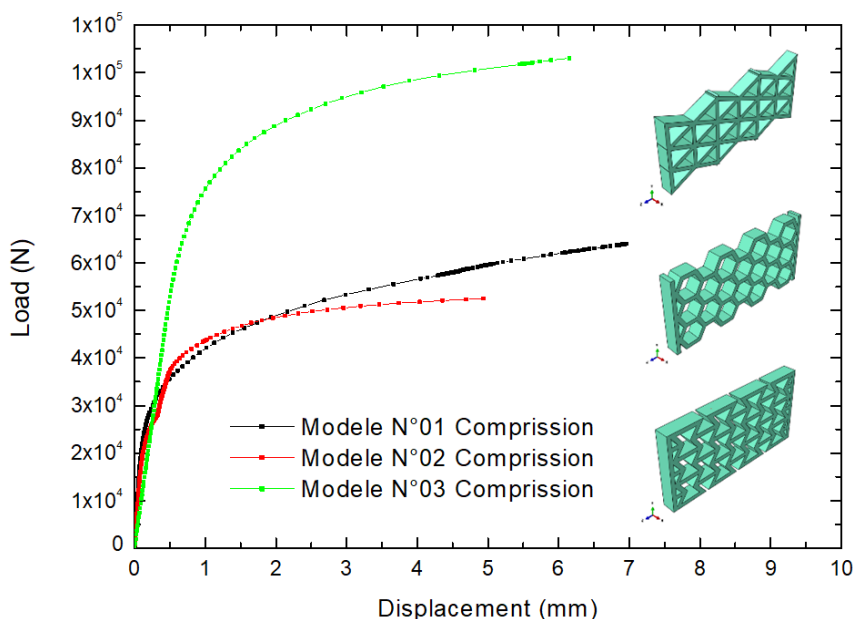 1x10⁵
1x10⁵
9x10⁴
8x10⁴
7x10⁴
6x10⁴
5x10⁴
4x10⁴
3x10⁴
2x10⁴
1x10⁴
0
Load (N)
Modele N°01 Comprission
Modele N°02 Comprission
Modele N°03 Comprission
0 1 2 3 4 5 6 7 8 9 10
Displacement (mm)